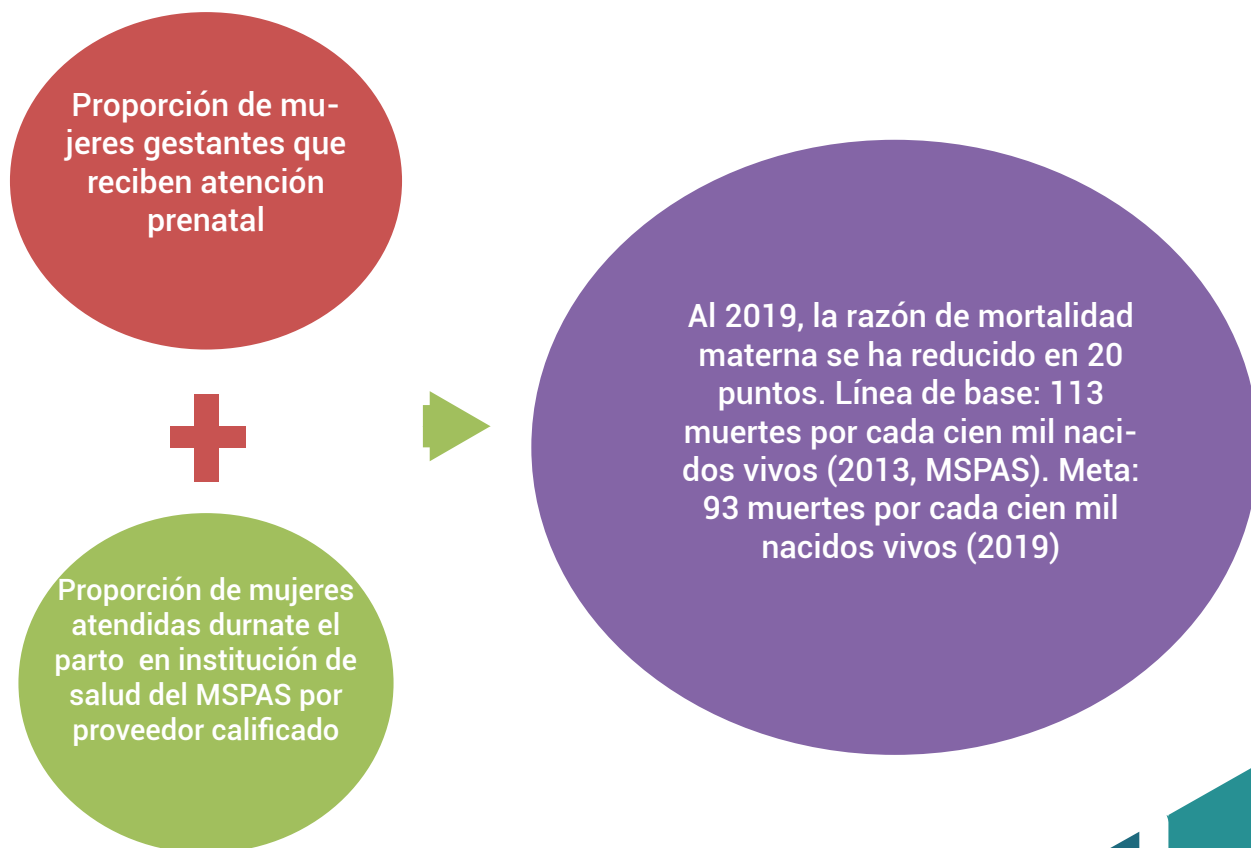 Proporción de mu-
jeres gestantes que
reciben atención
prenatal
Proporción de mujeres
atendidas durnate el
parto en institución de
salud del MSPAS por
proveedor calificado
Al 2019, la razón de mortalidad
materna se ha reducido en 20
puntos. Línea de base: 113
muertes por cada cien mil naci-
dos vivos (2013, MSPAS). Meta:
93 muertes por cada cien mil
nacidos vivos (2019)